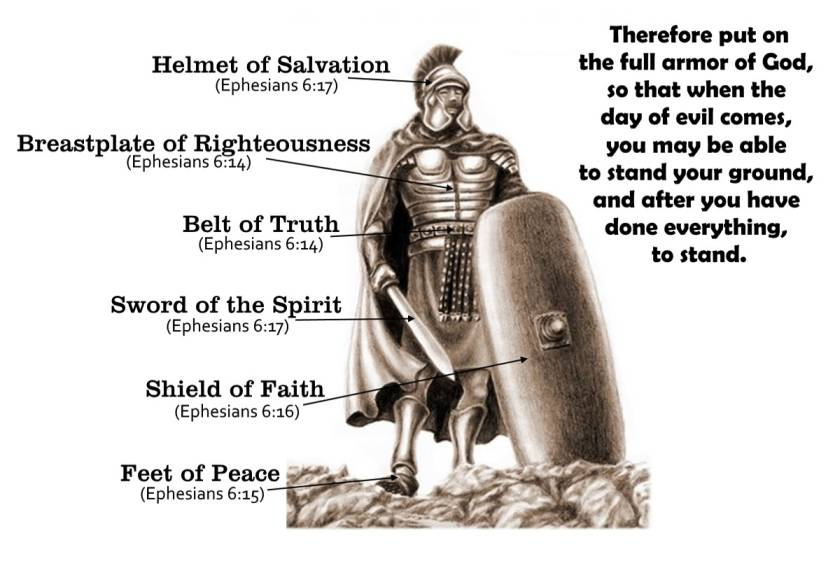 Helmet of Salvation
(Ephesians 6:17)
Breastplate of Righteousness
(Ephesians 6:14)
Belt of Truth
(Ephesians 6:14)
Sword of the Spirit
(Ephesians 6:17)
Shield of Faith
(Ephesians 6:16)
Feet of Peace
(Ephesians 6:15)
Therefore put on
the full armor of God,
so that when the
day of evil comes,
you may be able
to stand your ground,
and after you have
done everything,
to stand.